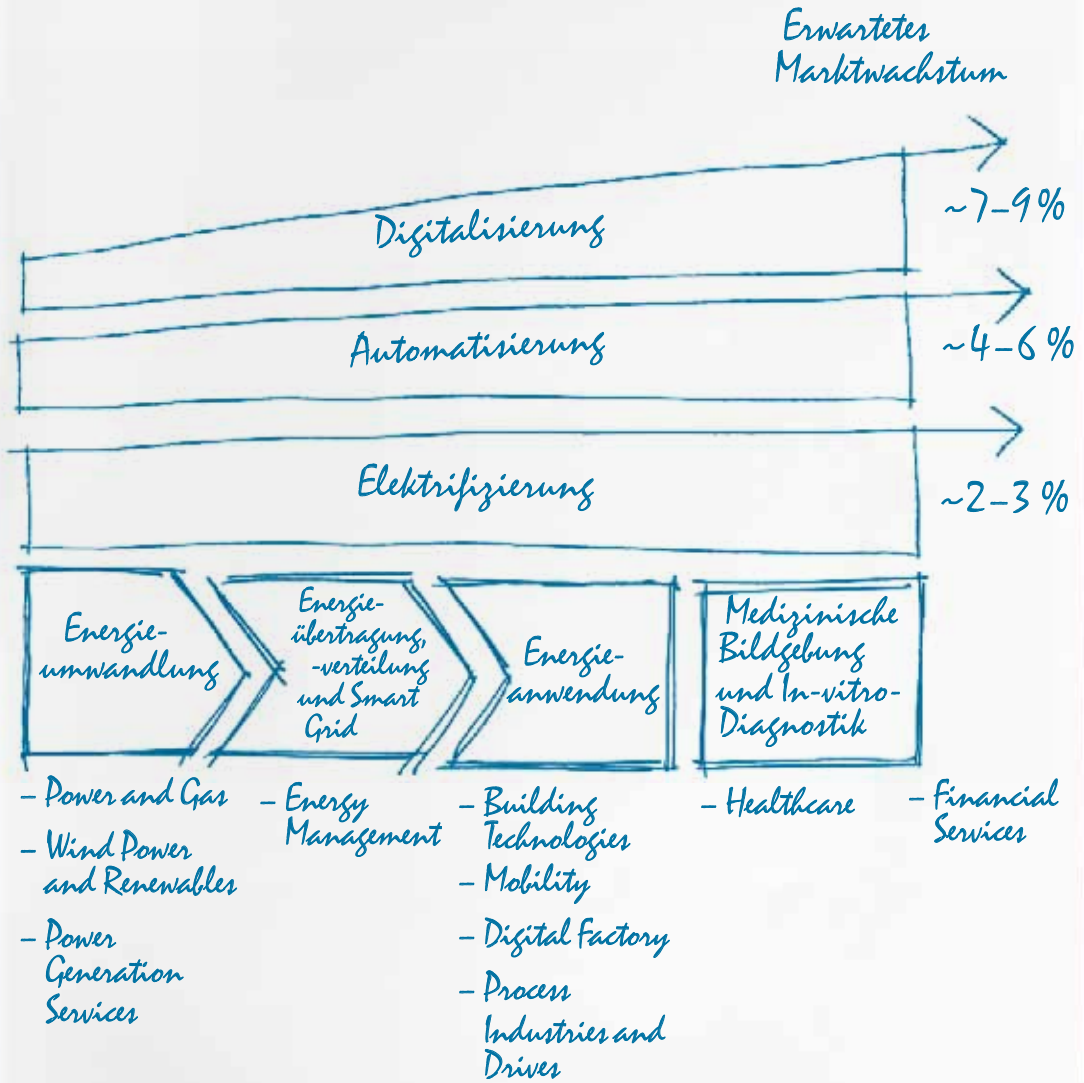 Erwartetes
Marktwachstum
Digitalisierung
~7–9%
Automatisierung
~4–6 %
Elektrifizierung
~2–3 %
Energie-
umwandlung
Energie-
übertragung,
-verteilung
und Smart
Grid
Energie-
anwendung
Medizinische
Bildgebung
und In-vitro-
Diagnostik
– Power and Gas
– Wind Power
and Renewables
– Power
Generation
Services
– Energy
Management
– Building
Technologies
– Mobility
– Digital Factory
– Process
Industries and
Drives
– Healthcare
– Financial
Services